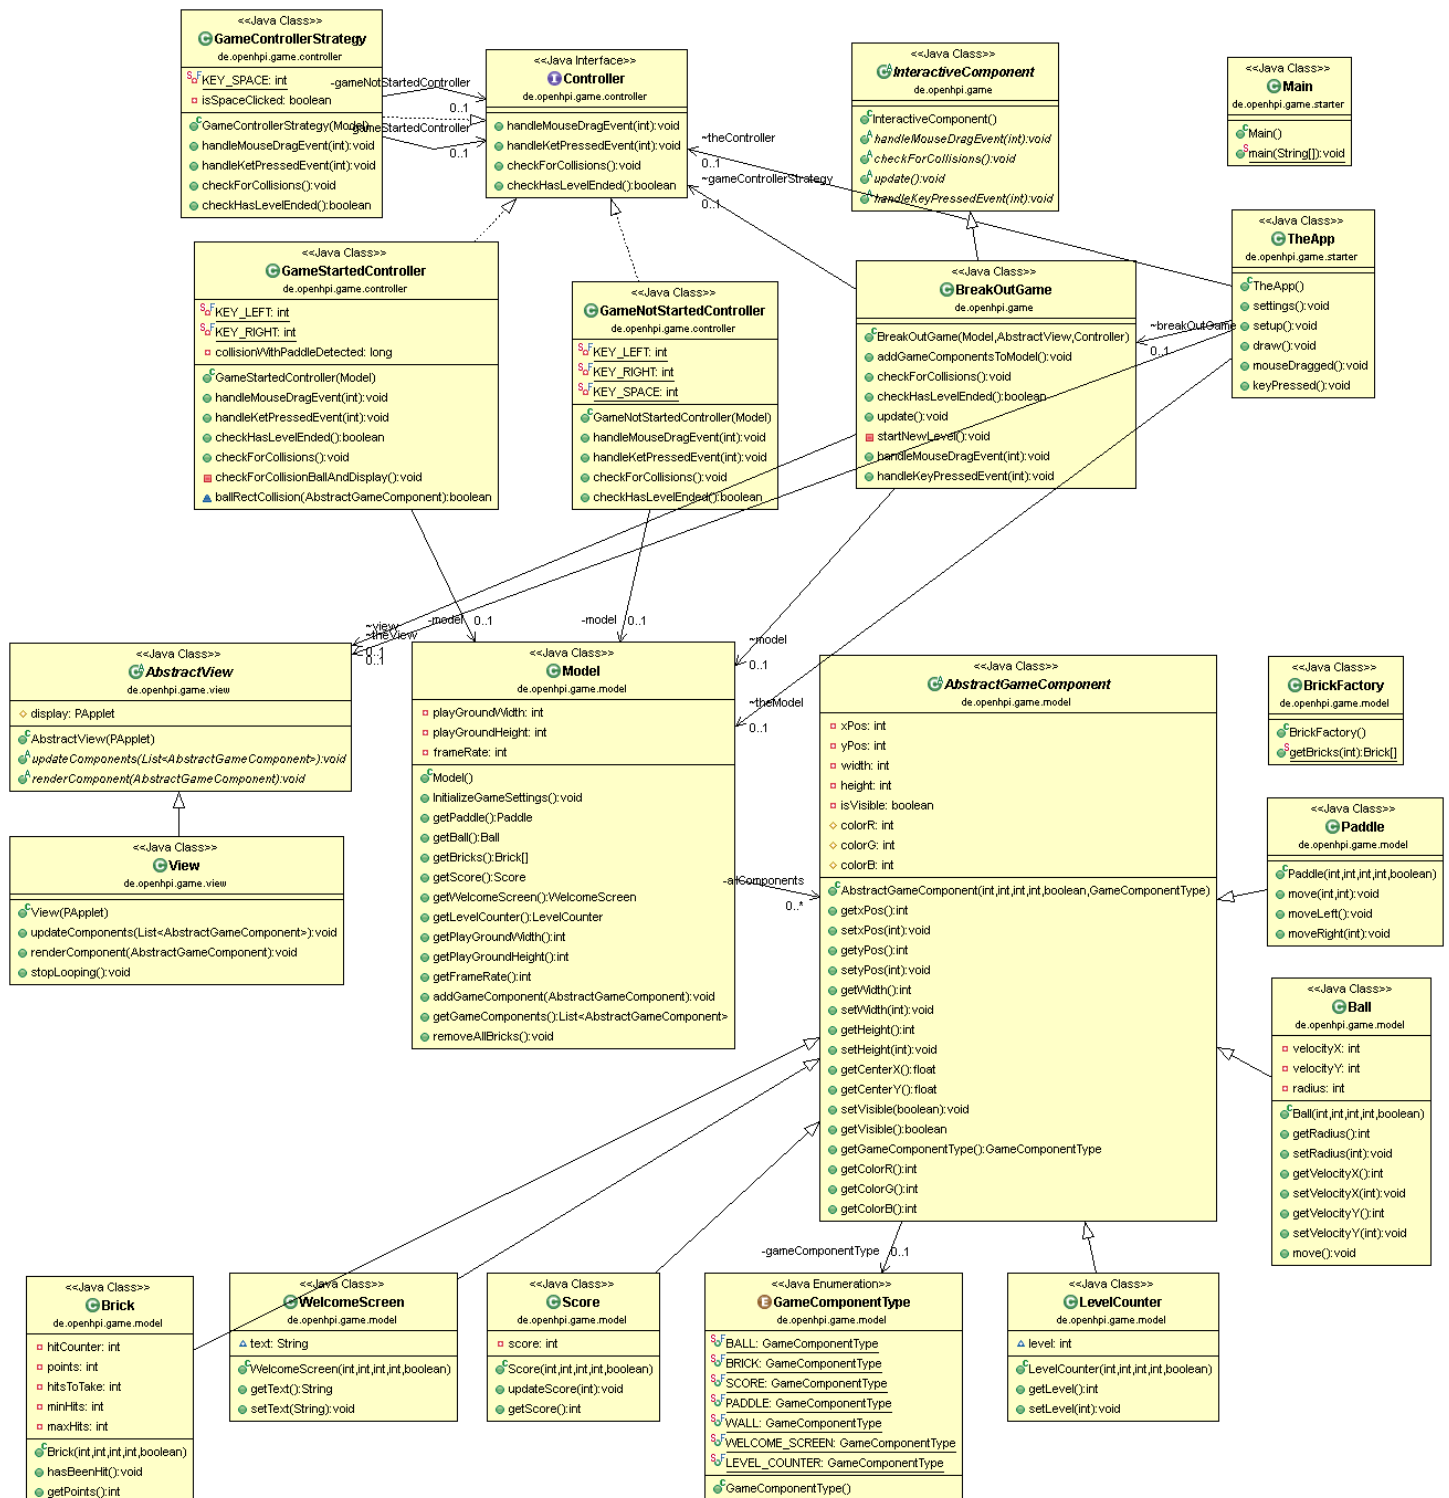 <<Java Class>>
GameControllerStrategy
de.openhpi.game.controller
KEY_SPACE: int
isSpaceClicked: boolean
GameControllerStrategy(Model)
handleMouseDragEvent(int):void
handleKetPressedEvent(int):void
checkForCollisions():void
checkHasLevelEnded():boolean
-gameNotStartedController
0..1
-gameStartedController
0..1
<<Java Interface>>
Controller
de.openhpi.game.controller
handleMouseDragEvent(int):void
handleKetPressedEvent(int):void
checkForCollisions():void
checkHasLevelEnded():boolean
~theController
0..1
~gameControllerStrategy
0..1
<<Java Class>>
InteractiveComponent
de.openhpi.game
InteractiveComponent()
handleMouseDragEvent(int):void
checkForCollisions():void
update():void
handleKeyPressedEvent(int):void
<<Java Class>>
Main
de.openhpi.game.starter
Main()
main(String[]):void
<<Java Class>>
TheApp
de.openhpi.game.starter
TheApp()
settings():void
setup():void
draw():void
mouseDragged():void
keyPressed():void
<<Java Class>>
GameStartedController
de.openhpi.game.controller
KEY_LEFT: int
KEY_RIGHT: int
collisionWithPaddleDetected: long
GameStartedController(Model)
handleMouseDragEvent(int):void
handleKetPressedEvent(int):void
checkHasLevelEnded():boolean
checkForCollisions():void
checkForCollisionBallAndDisplay():void
ballRectCollision(AbstractGameComponent):boolean
<<Java Class>>
GameNotStartedController
de.openhpi.game.controller
KEY_LEFT: int
KEY_RIGHT: int
KEY_SPACE: int
GameNotStartedController(Model)
handleMouseDragEvent(int):void
handleKetPressedEvent(int):void
checkForCollisions():void
checkHasLevelEnded():boolean
<<Java Class>>
BreakOutGame
de.openhpi.game
BreakOutGame(Model,AbstractView,Controller)
addGameComponentsToModel():void
checkForCollisions():void
checkHasLevelEnded():boolean
update():void
startNewLevel():void
handleMouseDragEvent(int):void
handleKeyPressedEvent(int):void
~breakOutGame
0..1
~view
~theView
0..1
0..1
-model 0..1
-model 0..1
~model
0..1
~theModel
0..1
<<Java Class>>
AbstractView
de.openhpi.game.view
display: PApplet
AbstractView(PApplet)
updateComponents(List<AbstractGameComponent>):void
renderComponent(AbstractGameComponent):void
<<Java Class>>
View
de.openhpi.game.view
View(PApplet)
updateComponents(List<AbstractGameComponent>):void
renderComponent(AbstractGameComponent):void
stopLooping():void
<<Java Class>>
Model
de.openhpi.game.model
playGroundWidth: int
playGroundHeight: int
frameRate: int
Model()
InitializeGameSettings():void
getPaddle():Paddle
getBall():Ball
getBricks():Brick[]
getScore():Score
getWelcomeScreen():WelcomeScreen
getLevelCounter():LevelCounter
getPlayGroundWidth():int
getPlayGroundHeight():int
getFrameRate():int
addGameComponent(AbstractGameComponent):void
getGameComponents():List<AbstractGameComponent>
removeAllBricks():void
-allComponents
0..*
<<Java Class>>
AbstractGameComponent
de.openhpi.game.model
xPos: int
yPos: int
width: int
height: int
isVisible: boolean
colorR: int
colorG: int
colorB: int
AbstractGameComponent(int,int,int,int,boolean,GameComponentType)
getxPos():int
setxPos(int):void
getyPos():int
setyPos(int):void
getWidth():int
setWidth(int):void
getHeight():int
setHeight(int):void
getCenterX():float
getCenterY():float
setVisible(boolean):void
getVisible():boolean
getGameComponentType():GameComponentType
getColorR():int
getColorG():int
getColorB():int
<<Java Class>>
BrickFactory
de.openhpi.game.model
BrickFactory()
getBricks(int):Brick[]
<<Java Class>>
Paddle
de.openhpi.game.model
Paddle(int,int,int,int,boolean)
move(int,int):void
moveLeft():void
moveRight(int):void
<<Java Class>>
Ball
de.openhpi.game.model
velocityX: int
velocityY: int
radius: int
Ball(int,int,int,int,boolean)
getRadius():int
setRadius(int):void
getVelocityX():int
setVelocityX(int):void
getVelocityY():int
setVelocityY(int):void
move():void
-gameComponentType 0..1
<<Java Class>>
Brick
de.openhpi.game.model
hitCounter: int
points: int
hitsToTake: int
minHits: int
maxHits: int
Brick(int,int,int,int,boolean)
hasBeenHit():void
getPoints():int
<<Java Class>>
WelcomeScreen
de.openhpi.game.model
text: String
WelcomeScreen(int,int,int,int,boolean)
getText():String
setText(String):void
<<Java Class>>
Score
de.openhpi.game.model
score: int
Score(int,int,int,int,boolean)
updateScore(int):void
getScore():int
<<Java Enumeration>>
GameComponentType
de.openhpi.game.model
BALL: GameComponentType
BRICK: GameComponentType
SCORE: GameComponentType
PADDLE: GameComponentType
WALL: GameComponentType
WELCOME_SCREEN: GameComponentType
LEVEL_COUNTER: GameComponentType
GameComponentType()
<<Java Class>>
LevelCounter
de.openhpi.game.model
level: int
LevelCounter(int,int,int,int,boolean)
getLevel():int
setLevel(int):void